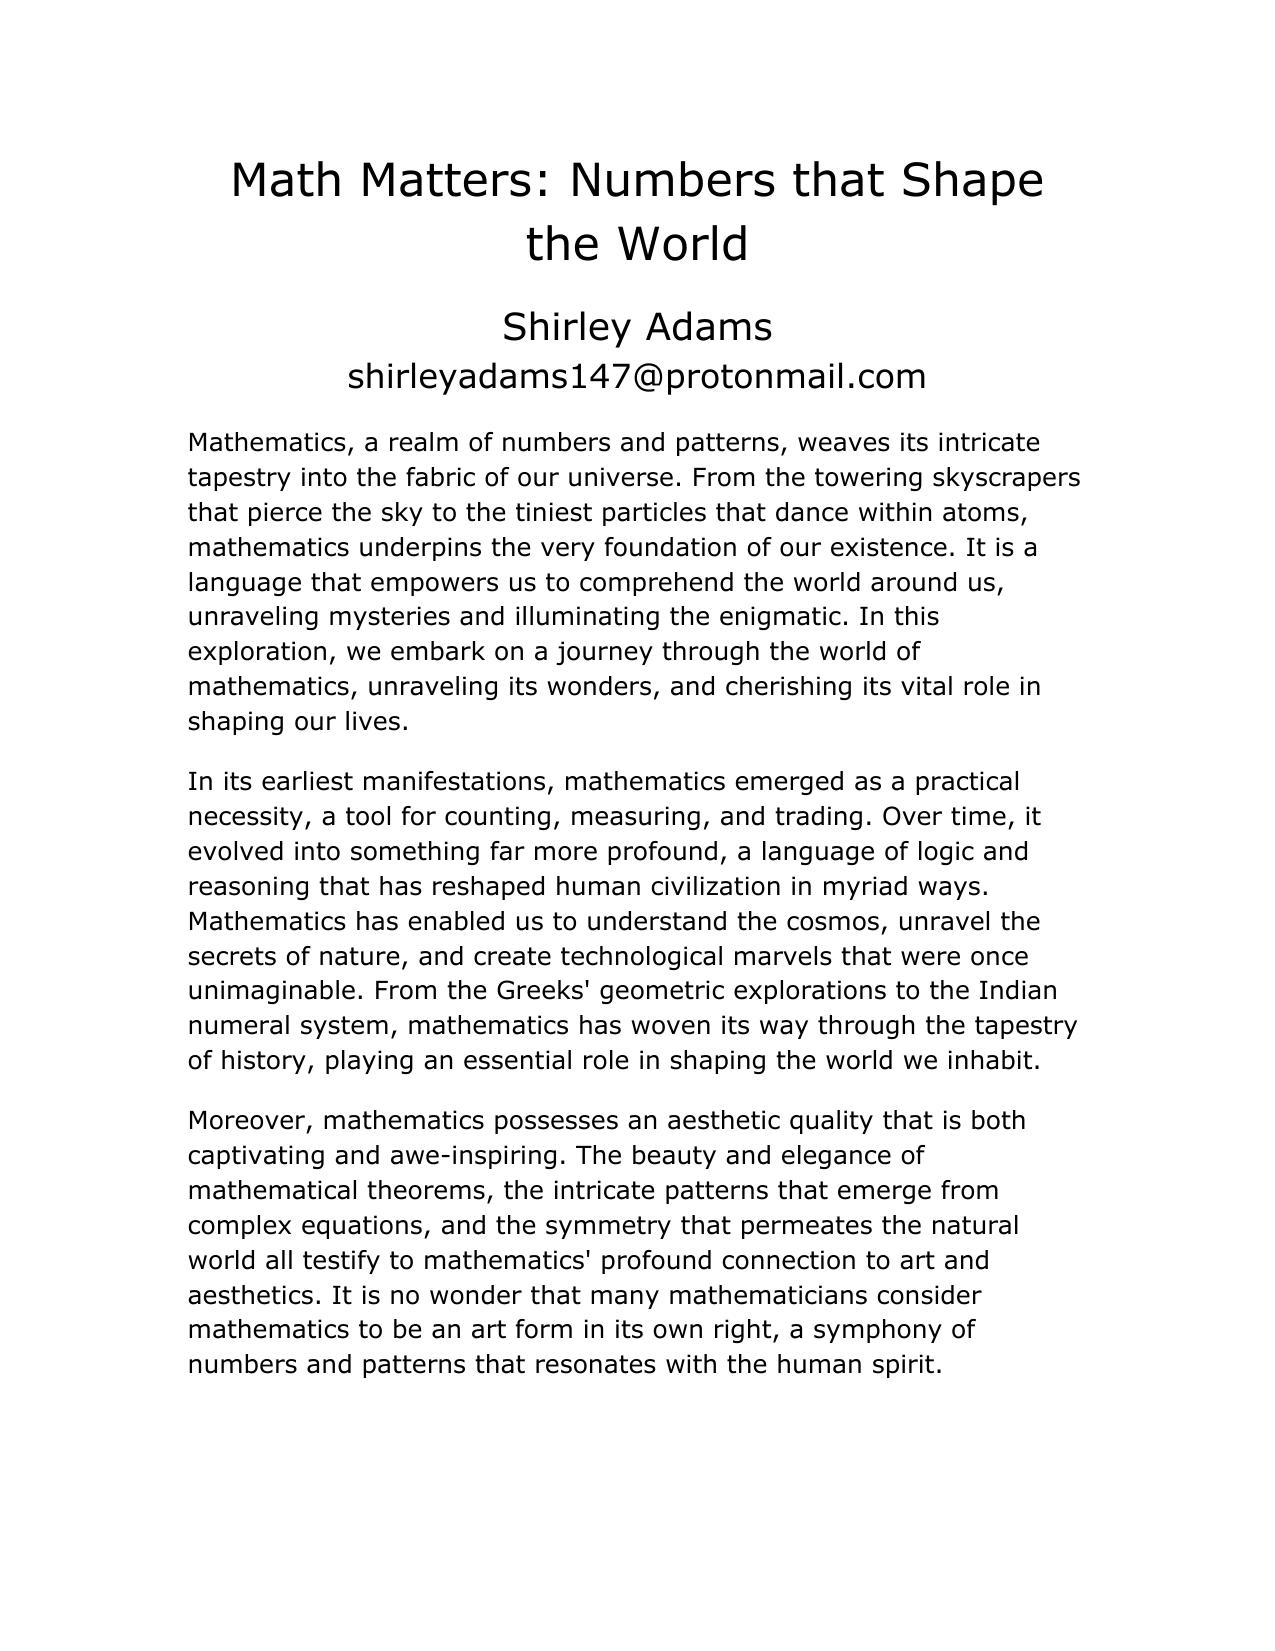 Math Matters: Numbers that Shape
the World
Shirley Adams
shirleyadams147@protonmail.com
Mathematics, a realm of numbers and patterns, weaves its intricate
tapestry into the fabric of our universe. From the towering skyscrapers
that pierce the sky to the tiniest particles that dance within atoms,
mathematics underpins the very foundation of our existence. It is a
language that empowers us to comprehend the world around us,
unraveling mysteries and illuminating the enigmatic. In this
exploration, we embark on a journey through the world of
mathematics, unraveling its wonders, and cherishing its vital role in
shaping our lives.
In its earliest manifestations, mathematics emerged as a practical
necessity, a tool for counting, measuring, and trading. Over time, it
evolved into something far more profound, a language of logic and
reasoning that has reshaped human civilization in myriad ways.
Mathematics has enabled us to understand the cosmos, unravel the
secrets of nature, and create technological marvels that were once
unimaginable. From the Greeks' geometric explorations to the Indian
numeral system, mathematics has woven its way through the tapestry
of history, playing an essential role in shaping the world we inhabit.
Moreover, mathematics possesses an aesthetic quality that is both
captivating and awe-inspiring. The beauty and elegance of
mathematical theorems, the intricate patterns that emerge from
complex equations, and the symmetry that permeates the natural
world all testify to mathematics' profound connection to art and
aesthetics. It is no wonder that many mathematicians consider
mathematics to be an art form in its own right, a symphony of
numbers and patterns that resonates with the human spirit.